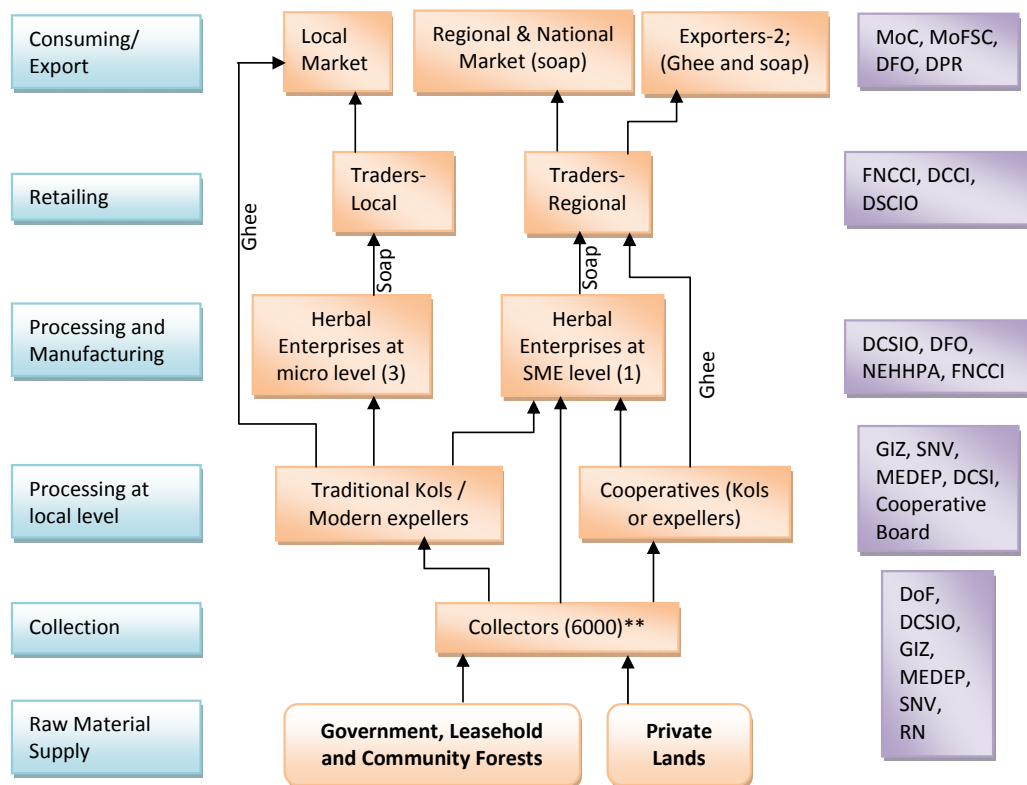 Consuming/
Export
Local
Market
Regional & National
Market (soap)
Exporters-2;
(Ghee and soap)
MoC, MoFSC,
DFO, DPR
Retailing
Traders-
Local
Traders-
Regional
FNCCI, DCCI,
DSCIO
Ghee
Soap
Soap
Processing and
Manufacturing
Herbal
Enterprises at
micro level (3)
Herbal
Enterprises at
SME level (1)
Ghee
DCSIO, DFO,
NEHHPA, FNCCI
Processing at
local level
Traditional Kols /
Modern expellers
Cooperatives (Kols
or expellers)
GIZ, SNV,
MEDEP, DCSI,
Cooperative
Board
Collection
Collectors (6000)**
DoF,
DCSIO,
GIZ,
MEDEP,
SNV,
RN
Raw Material
Supply
Government, Leasehold
and Community Forests
Private
Lands